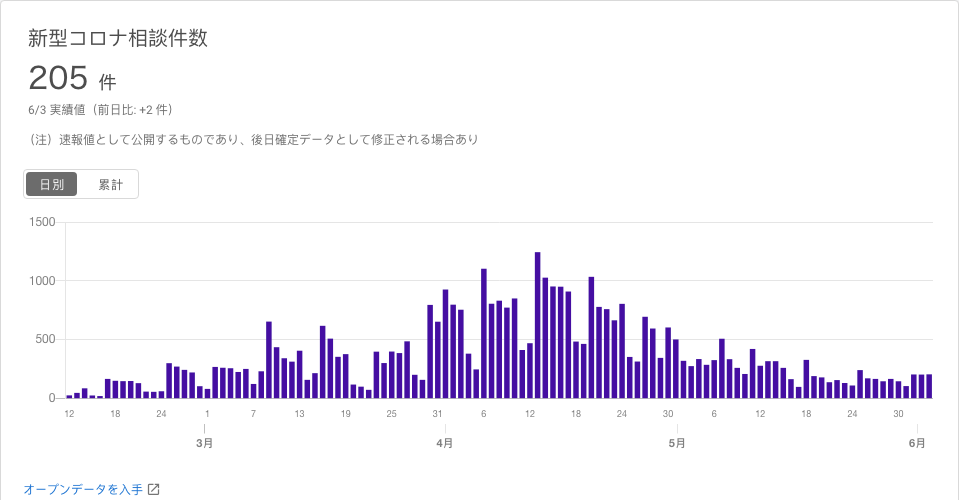 新型コロナ相談件数
205 件
6/3 実績値（前日比: +2 件）
（注）速報値として公開するものであり、後日確定データとして修正される場合あり
日別 累計
1500
1000
500
0
12 18 24 1 7 13 19 25 31 6 12 18 24 30 6 12 18 24 30
3月 4月 5月 6月
オープンデータを入手